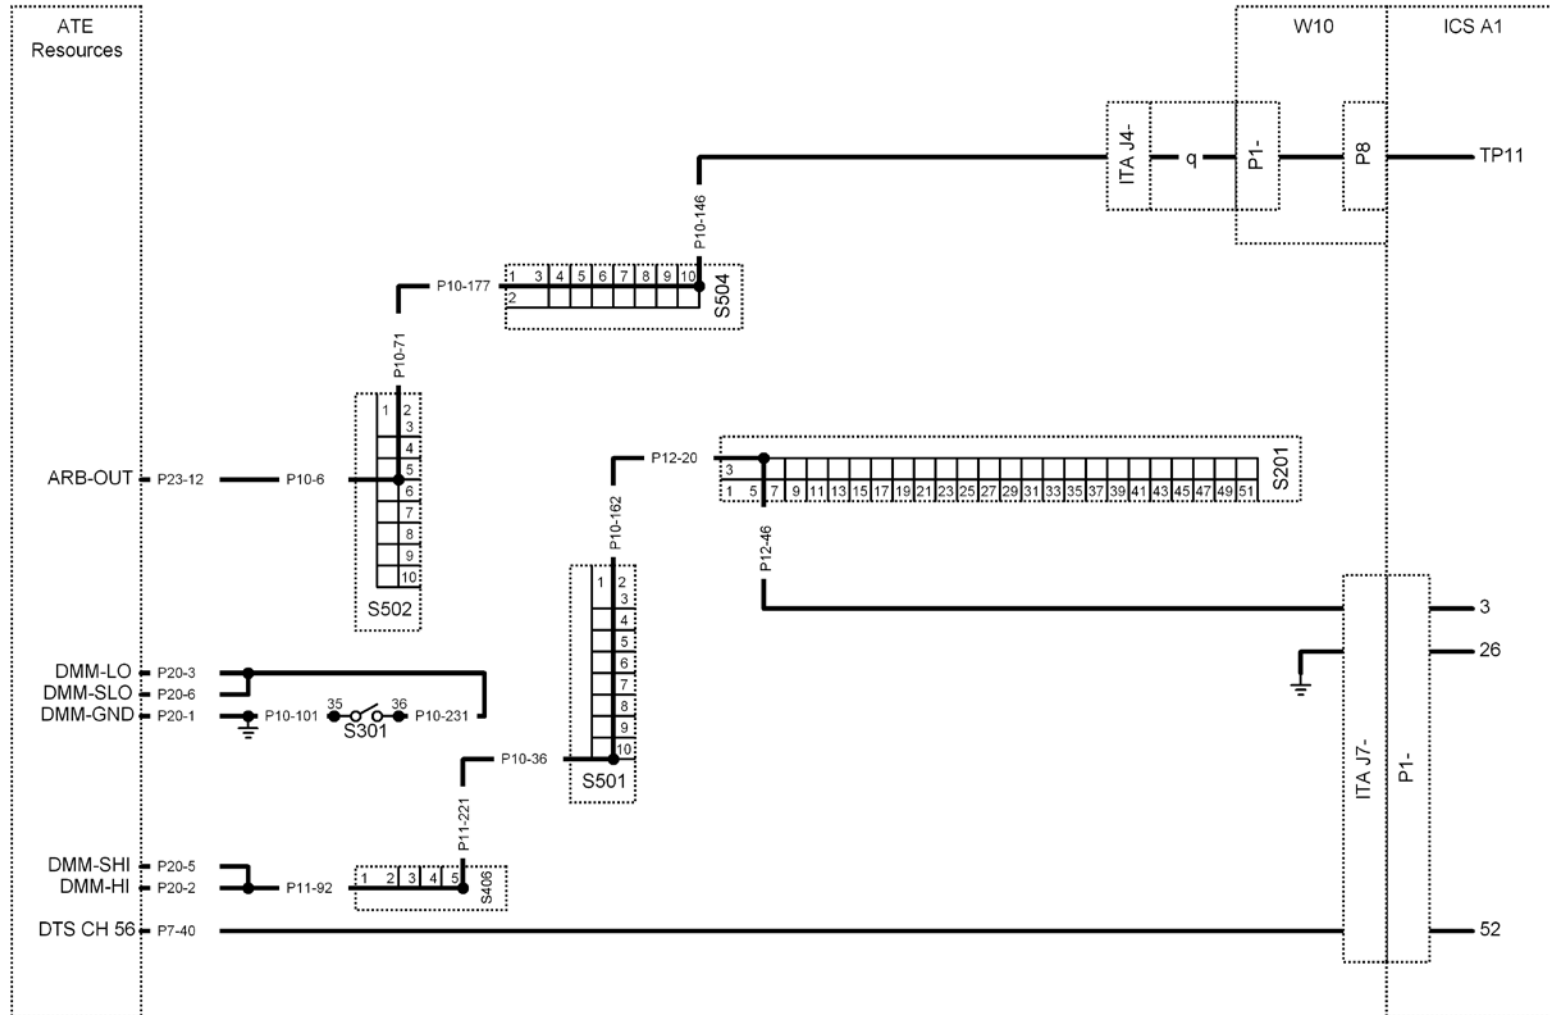 ATE
Resources
W10
ICS A1
ITA J4-
q
P1-
P8
TP11
P10-146
P10-177
1 3 4 5 6 7 8 9 10
2
S504
P10-71
1 2
3
4
5
6
7
8
9
10
S502
ARB-OUT
P23-12
P10-6
P12-20
3
1 5 7 9 11 13 15 17 19 21 23 25 27 29 31 33 35 37 39 41 43 45 47 49 51
S201
P10-162
P12-46
1 2
3
4
5
6
7
8
9
10
S501
DMM-LO
P20-3
DMM-SLO
P20-6
DMM-GND
P20-1
P10-101
35
36
S301
P10-231
P10-36
P11-221
DMM-SHI
P20-5
DMM-HI
P20-2
P11-92
1 2 3 4 5
S406
DTS CH 56
P7-40
ITA J7-
P1-
3
26
52